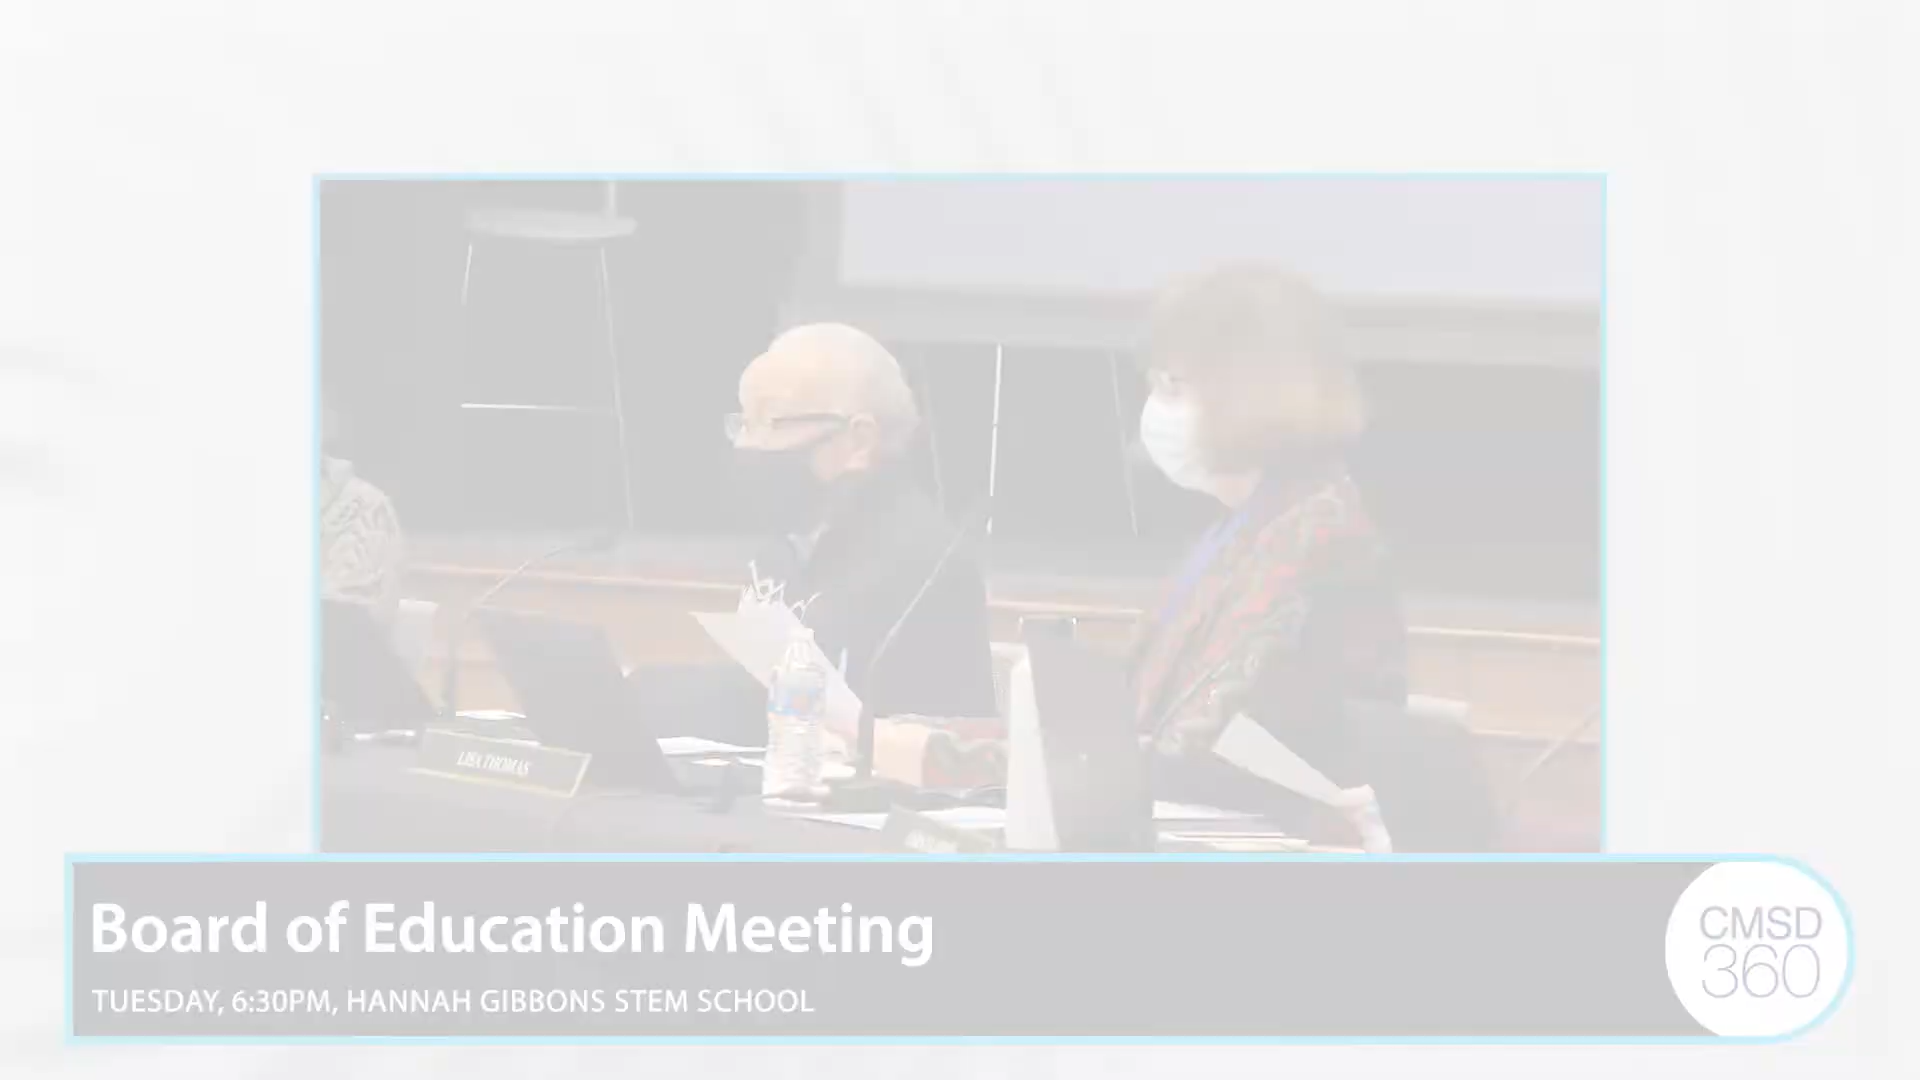 LISA THOMAS
Board of Education Meeting
TUESDAY, 6:30PM, HANNAH GIBBONS STEM SCHOOL
CMSD
360